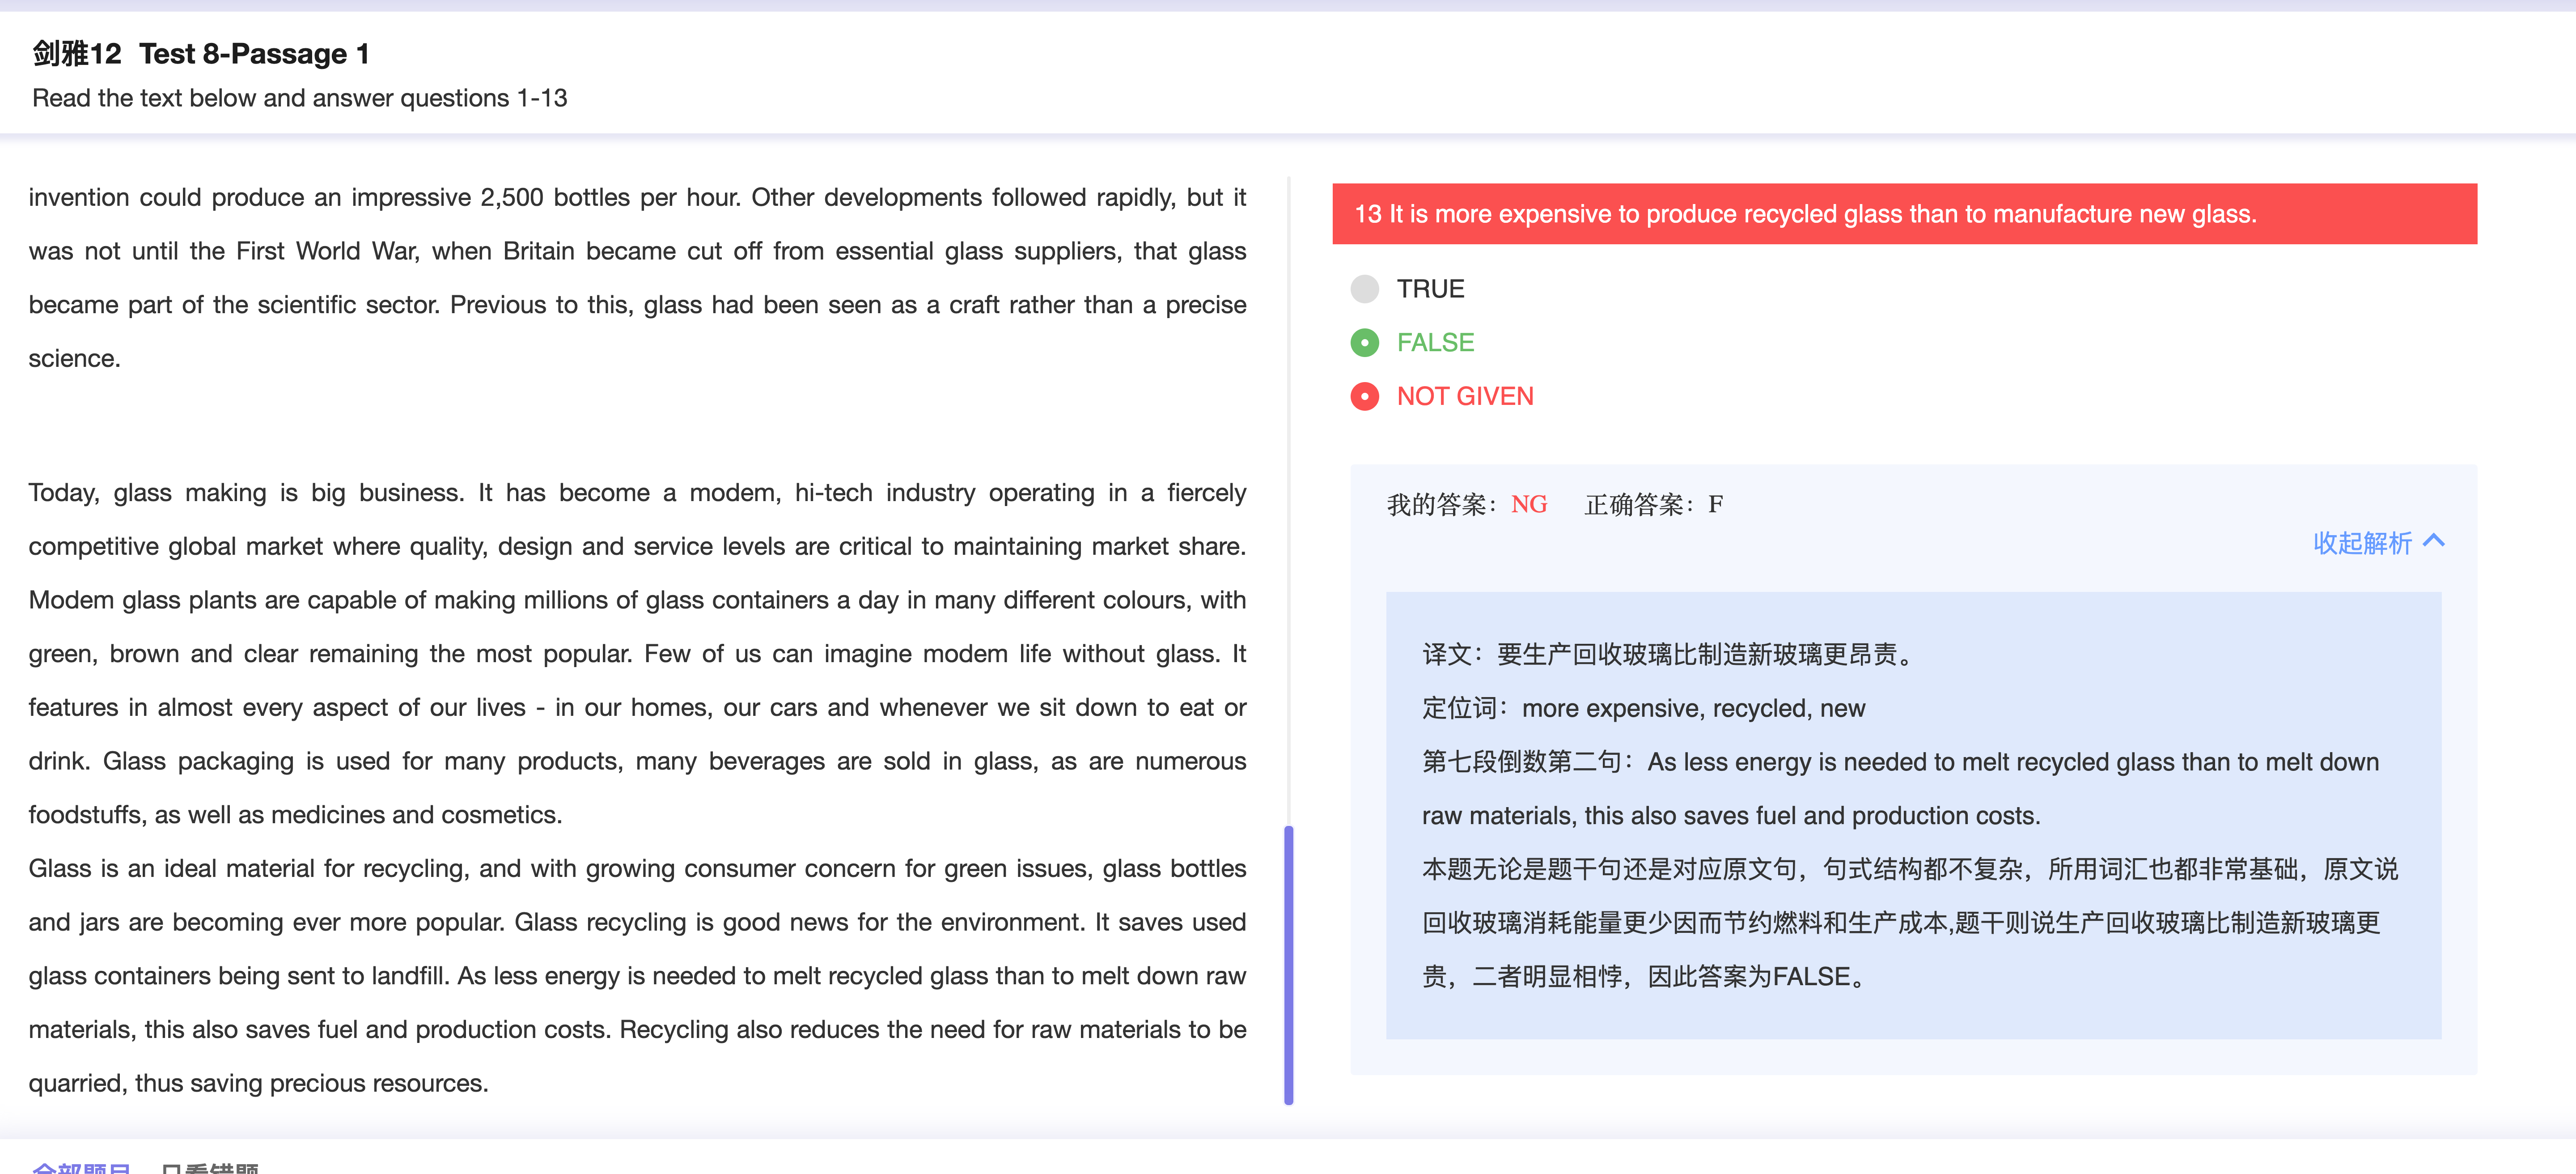 剑雅12 Test 8-Passage 1
Read the text below and answer questions 1-13
invention could produce an impressive 2,500 bottles per hour. Other developments followed rapidly, but it
was not until the First World War, when Britain became cut off from essential glass suppliers, that glass
became part of the scientific sector. Previous to this, glass had been seen as a craft rather than a precise
science.
Today, glass making is big business. It has become a modem, hi-tech industry operating in a fiercely
competitive global market where quality, design and service levels are critical to maintaining market share.
Modem glass plants are capable of making millions of glass containers a day in many different colours, with
green, brown and clear remaining the most popular. Few of us can imagine modem life without glass. It
features in almost every aspect of our lives - in our homes, our cars and whenever we sit down to eat or
drink. Glass packaging is used for many products, many beverages are sold in glass, as are numerous
foodstuffs, as well as medicines and cosmetics.
Glass is an ideal material for recycling, and with growing consumer concern for green issues, glass bottles
and jars are becoming ever more popular. Glass recycling is good news for the environment. It saves used
glass containers being sent to landfill. As less energy is needed to melt recycled glass than to melt down raw
materials, this also saves fuel and production costs. Recycling also reduces the need for raw materials to be
quarried, thus saving precious resources.
13 It is more expensive to produce recycled glass than to manufacture new glass.
TRUE
FALSE
NOT GIVEN
我的答案：NG 正确答案：F
收起解析
译文：要生产回收玻璃比制造新玻璃更昂责。
定位词：more expensive, recycled, new
第七段倒数第二句：As less energy is needed to melt recycled glass than to melt down
raw materials, this also saves fuel and production costs.
本题无论是题干句还是对应原文句，句式结构都不复杂，所用词汇也都非常基础，原文说
回收玻璃消耗能量更少因而节约燃料和生产成本,题干则说生产回收玻璃比制造新玻璃更
贵，二者明显相悖，因此答案为FALSE。
全部题目 只看错题